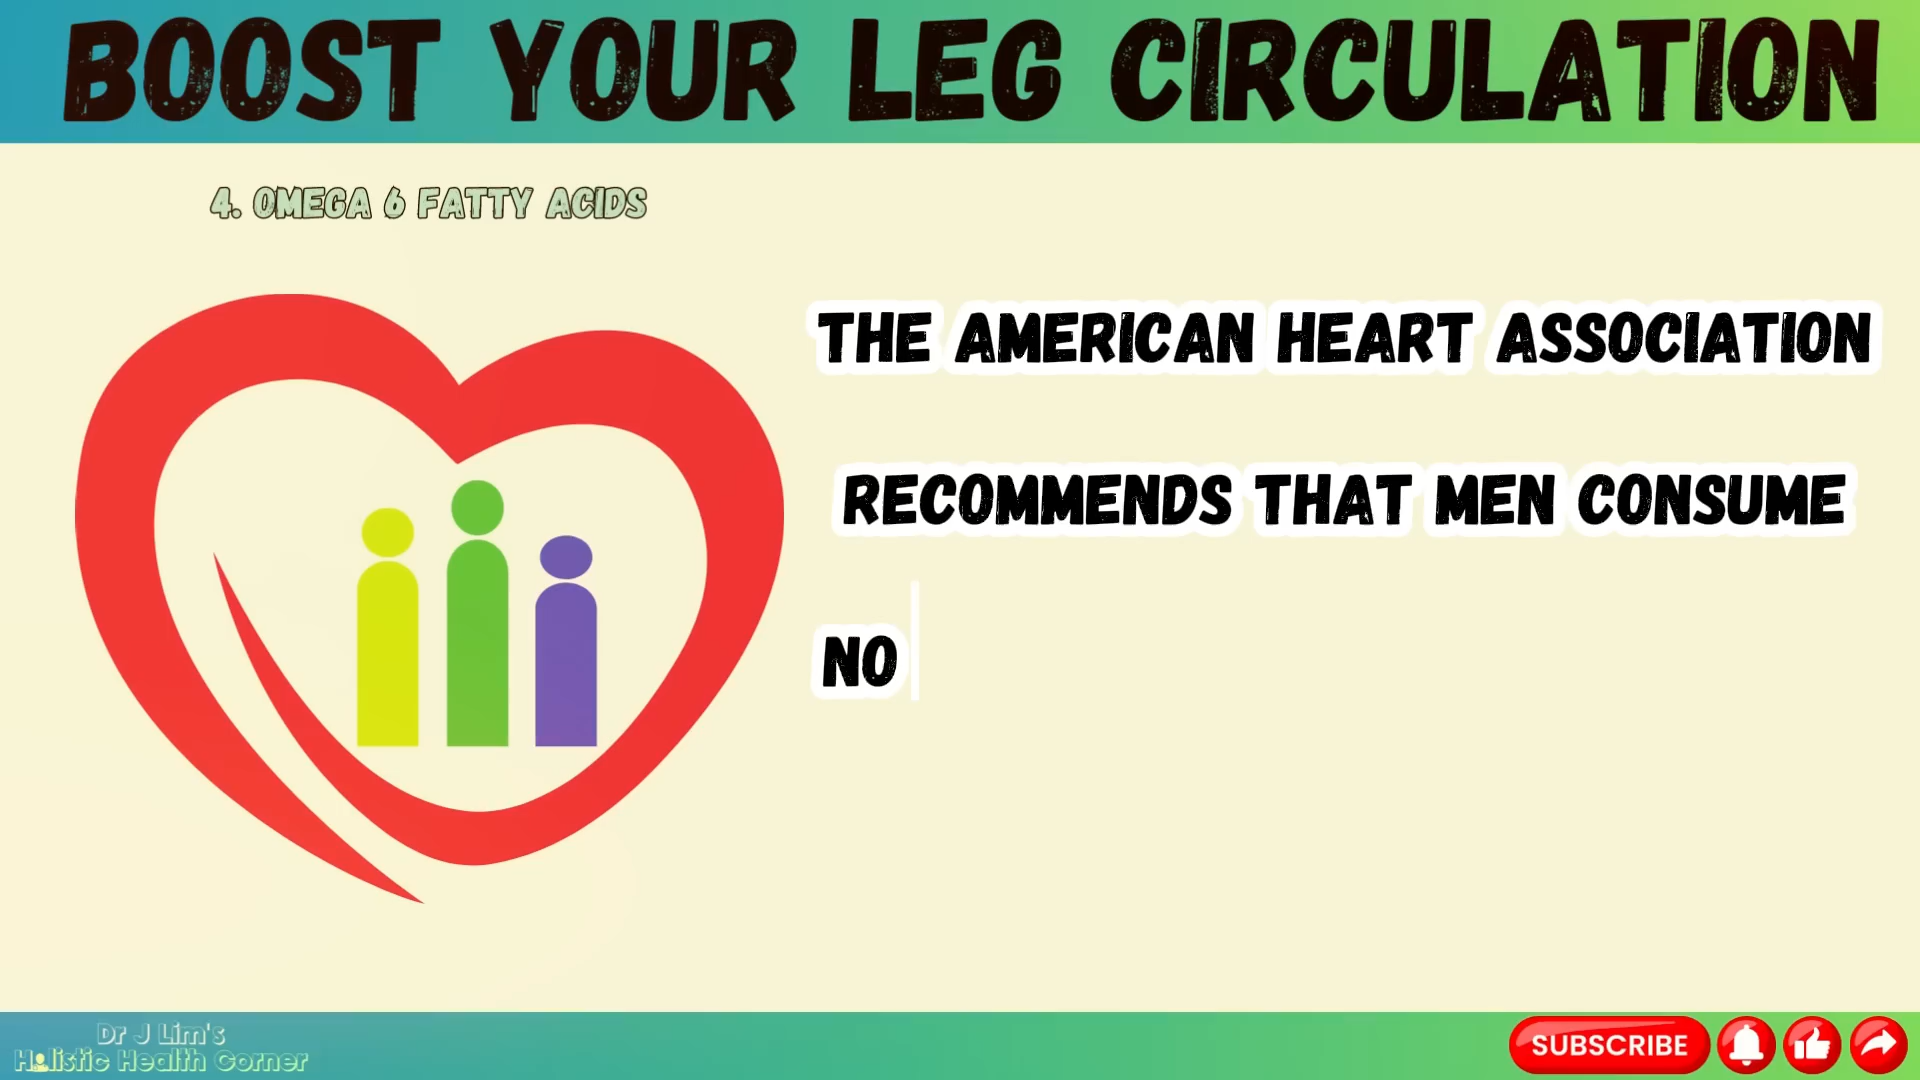 BOOST YOUR LEG CIRCULATION
4. OMEGA 6 FATTY ACIDS
THE AMERICAN HEART ASSOCIATION
RECOMMENDS THAT MEN CONSUME
NO
Dr J Lim's
Holistic Health Corner
SUBSCRIBE